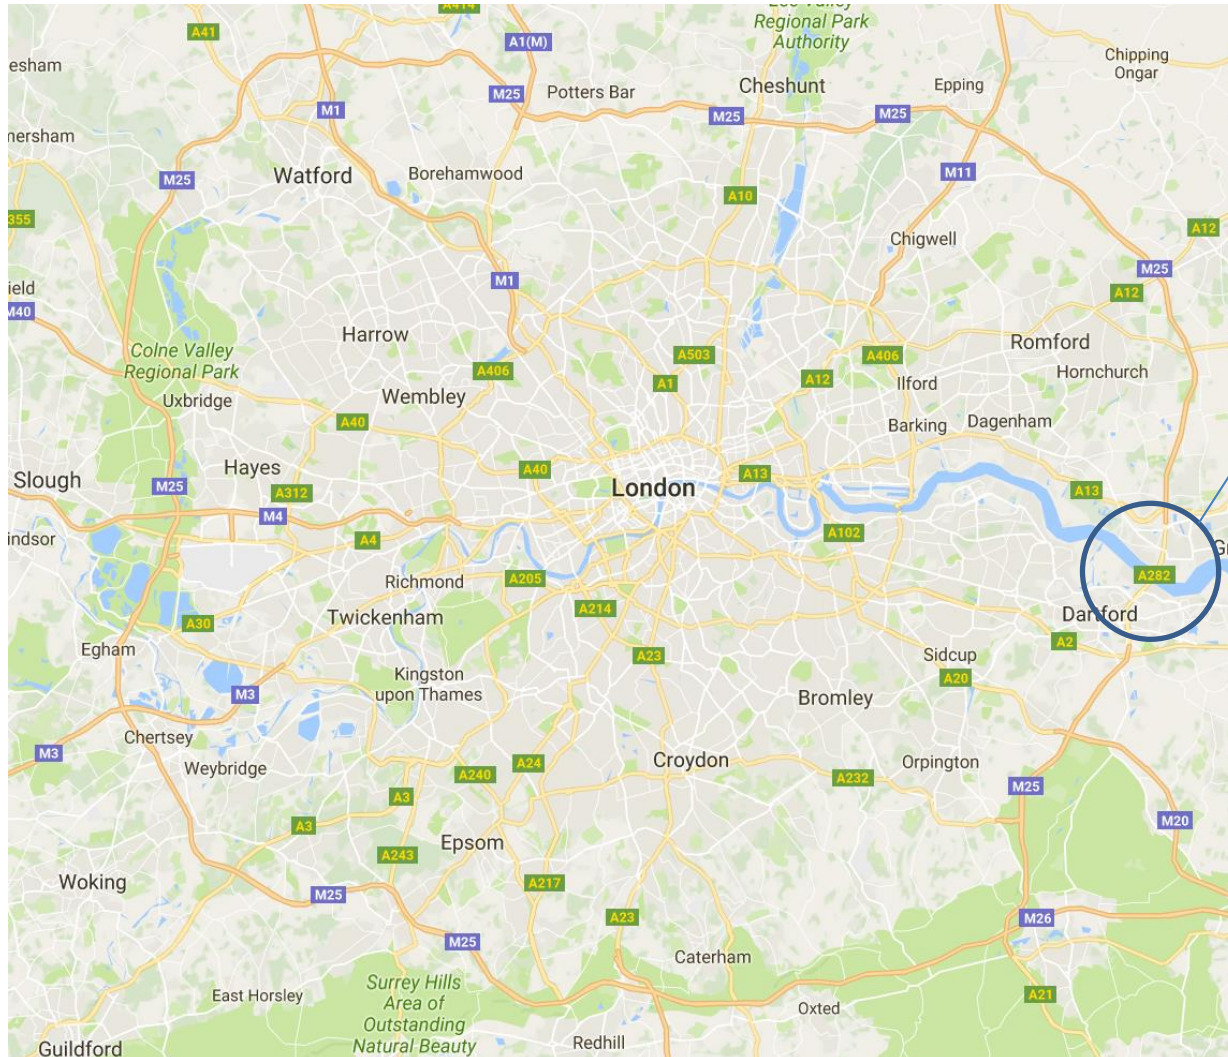 A414
Lee Valley
Regional Park
Authority
A41
A1(M)
Chipping
Ongar
esham
M25
Potters Bar
Cheshunt
Epping
M1
M25
M25
mersham
Watford
Borehamwood
M25
M11
A10
355
A12
Chigwell
M25
M1
ield
A12
M40
Harrow
Romford
Colne Valley
Regional Park
A503
A406
A406
Hornchurch
A1
A12
Ilford
Wembley
Uxbridge
A40
Barking
Dagenham
Hayes
A40
A13
Slough
M25
A312
London
A13
M4
A102
indsor
A4
G
Richmond
A205
A282
Twickenham
A214
Dartford
A30
A2
Egham
A23
Sidcup
Kingston
upon Thames
A20
M3
Bromley
Chertsey
M3
Weybridge
A24
Croydon
Orpington
A240
A232
M25
A3
A3
M20
Epsom
A243
Woking
A217
M25
A23
M26
M25
Caterham
East Horsley
Surrey Hills
Area of
Outstanding
Natural Beauty
A21
Oxted
Redhill
Guildford